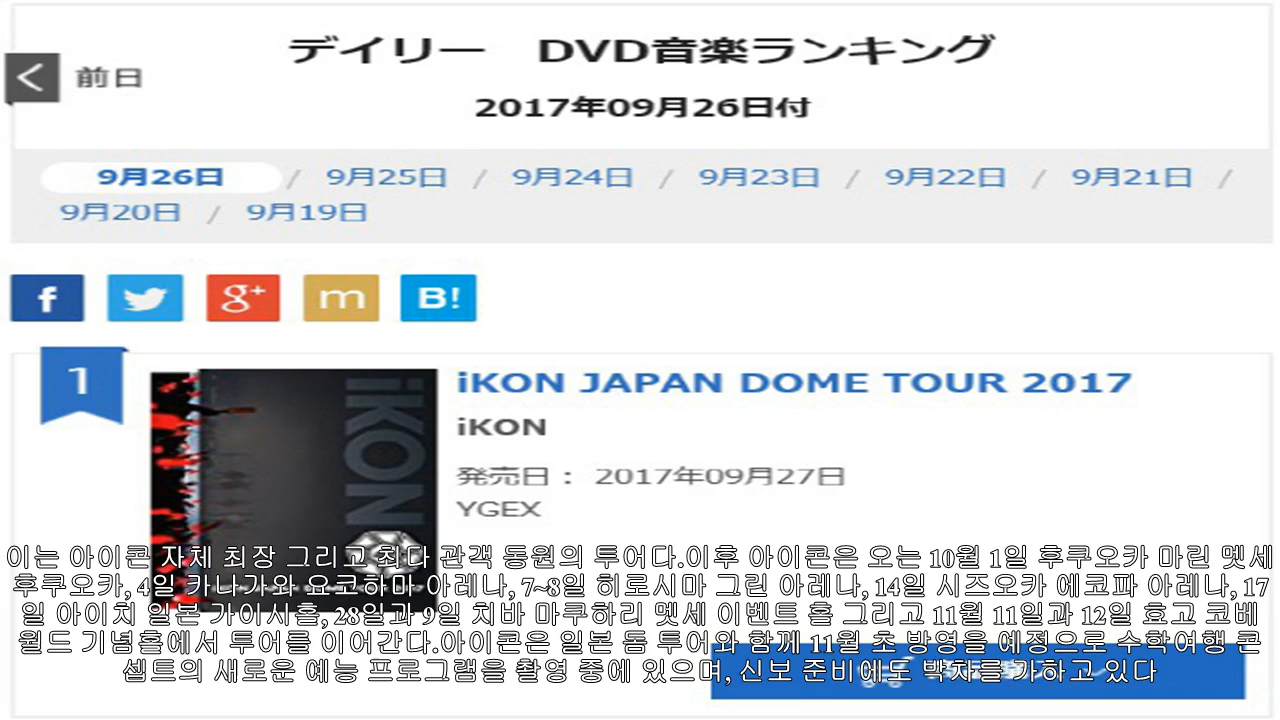 デイリー DVD音楽ランキング
前日
2017年09月26日付
9月26日 / 9月25日 / 9月24日 / 9月23日 / 9月22日 / 9月21日 /
9月20日 / 9月19日
f g+ m B!
1
iKON JAPAN DOME TOUR 2017
iKON
iKON
発売日： 2017年09月27日
YGEX
이는 아이콘 자체 최장 그리고 최다 관객 동원의 투어다.이후 아이콘은 오는 10월 1일 후쿠오카 마린 멧세
후쿠오카, 4일 카나가와 요코하마 아레나, 7~8일 히로시마 그린 아레나, 14일 시즈오카 에코파 아레나, 17
일 아이치 일본 가이시홀, 28일과 9일 치바 마쿠하리 멧세 이벤트 홀 그리고 11월 11일과 12일 효고 코베
월드 기념홀에서 투어를 이어간다.아이콘은 일본 돔 투어와 함께 11월 초 방영을 예정으로 수학여행 콘
셉트의 새로운 예능 프로그램을 촬영 중에 있으며, 신보 준비에도 박차를 가하고 있다